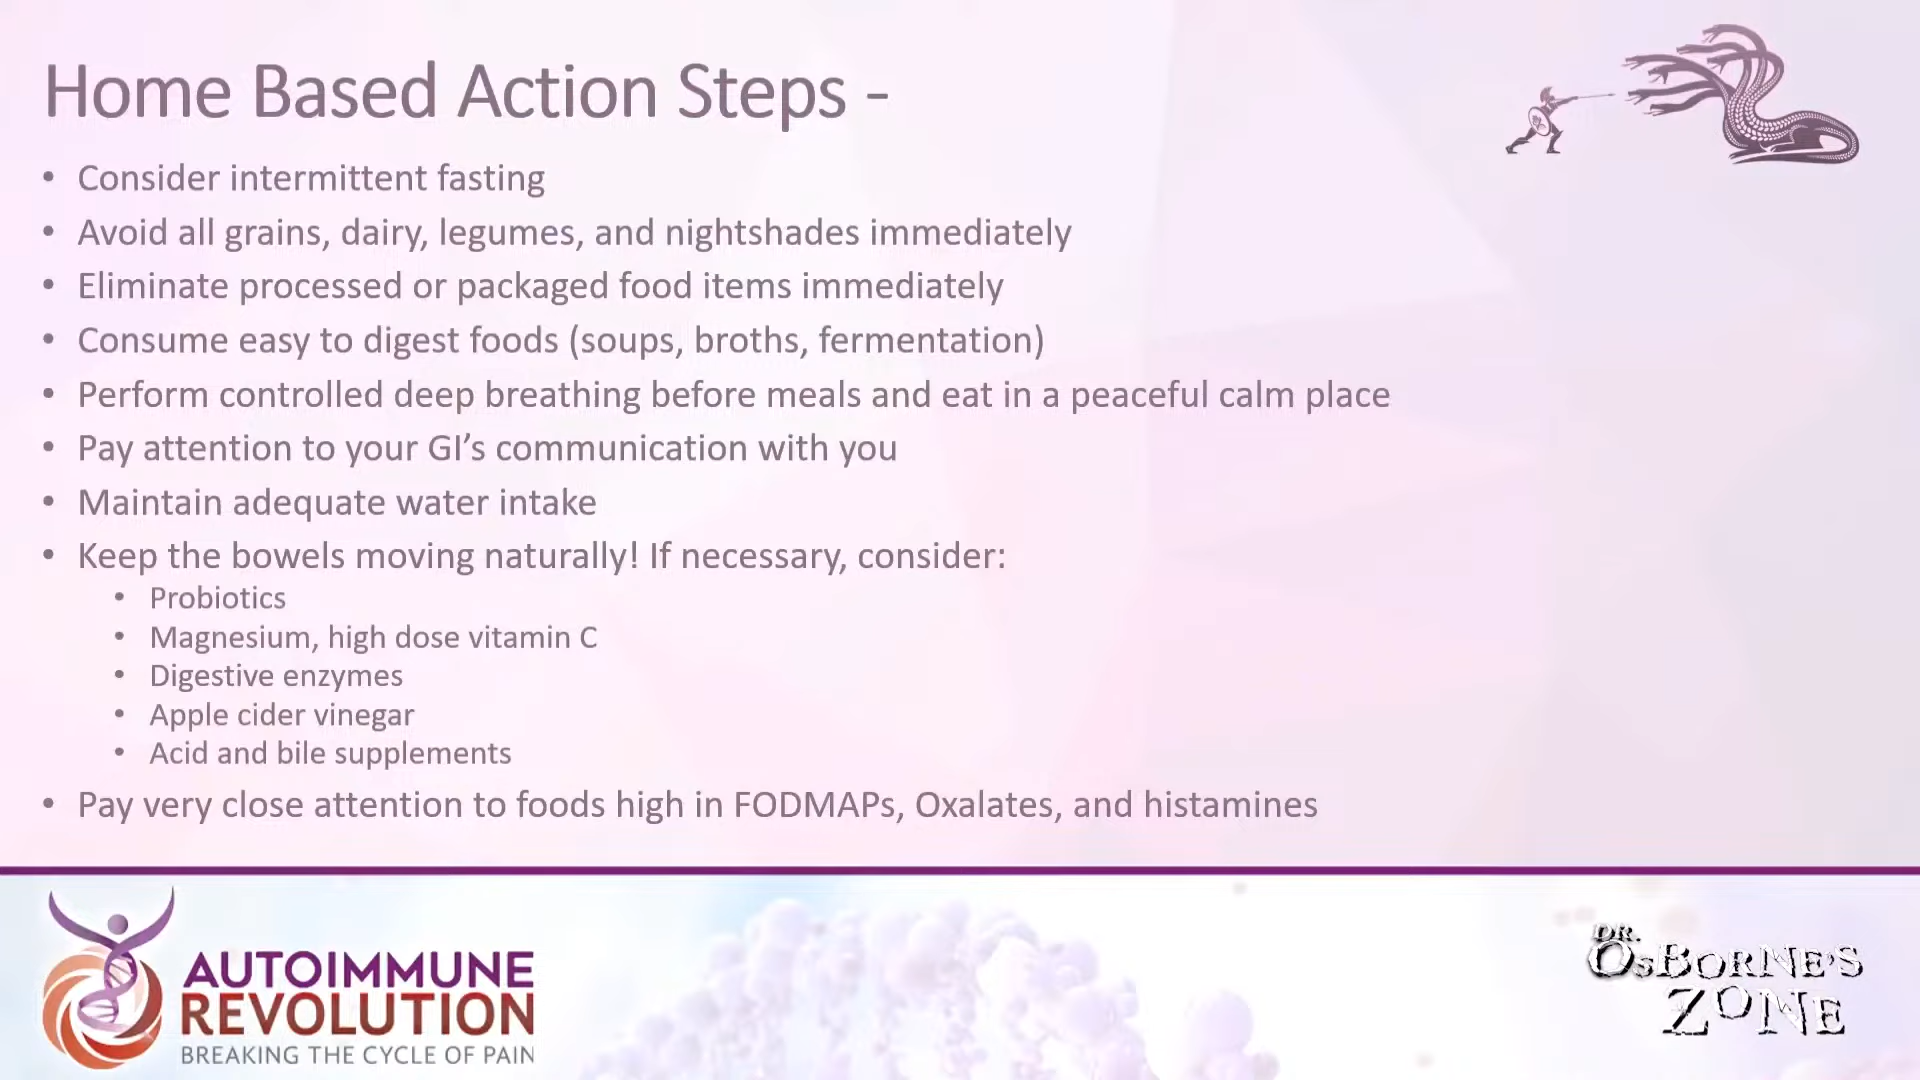 Home Based Action Steps -
• Consider intermittent fasting
• Avoid all grains, dairy, legumes, and nightshades immediately
• Eliminate processed or packaged food items immediately
• Consume easy to digest foods (soups, broths, fermentation)
• Perform controlled deep breathing before meals and eat in a peaceful calm place
• Pay attention to your GI’s communication with you
• Maintain adequate water intake
• Keep the bowels moving naturally! If necessary, consider:
• Probiotics
• Magnesium, high dose vitamin C
• Digestive enzymes
• Apple cider vinegar
• Acid and bile supplements
• Pay very close attention to foods high in FODMAPs, Oxalates, and histamines
AUTOIMMUNE
REVOLUTION
BREAKING THE CYCLE OF PAIN
DR.
OSBORNE'S
ZONE